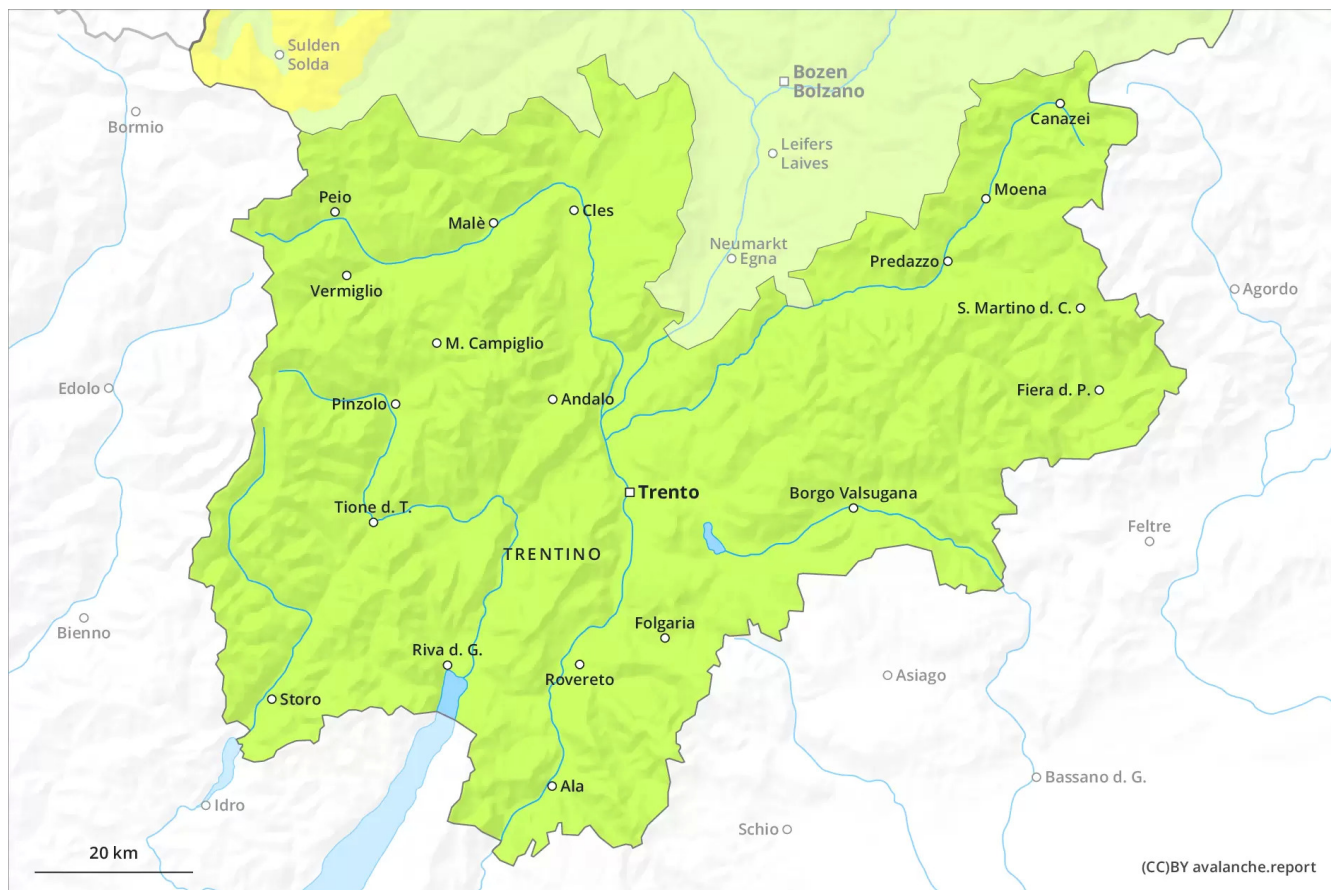 Sulden
Solda
Bozen
Bolzano
Bormio
Canazei
Leifers
Laives
Peio
Malè
Cles
Moena
Neumarkt
Egna
Predazzo
Vermiglio
Agordo
S. Martino d. C.
M. Campiglio
Edolo
Pinzolo
Andalo
Fiera d. P.
Trento
Borgo Valsugana
Tione d. T.
Feltre
TRENTINO
Bienno
Folgaria
Riva d. G.
Rovereto
Asiago
Storo
Bassano d. G.
Ala
Idro
Schio
20 km
(CC)BY avalanche.report